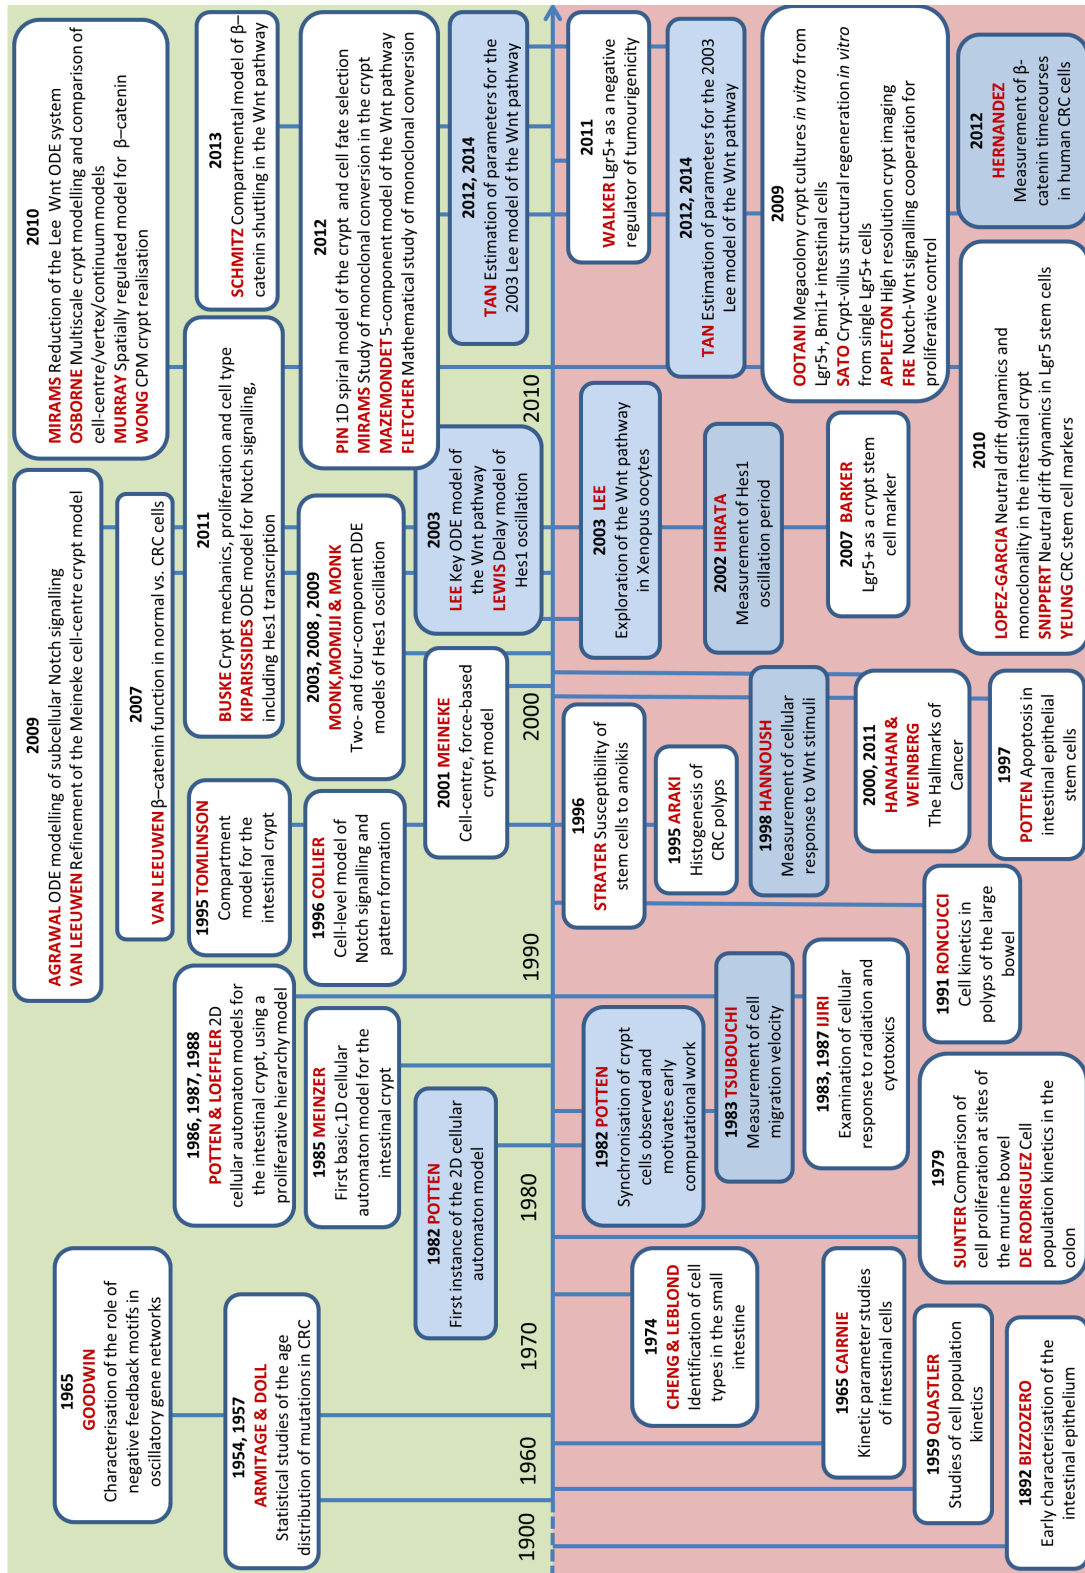 1965
GOODWIN
Characterisation of the role of
negative feedback motifs in
oscillatory gene networks
1954, 1957
ARMITAGE & DOLL
Statistical studies of the age
distribution of mutations in CRC
1986, 1987, 1988
POTTEN & LOEFFLER 2D
cellular automaton models for
the intestinal crypt, using a
proliferative hierarchy model
1985 MEINZER
First basic,1D cellular
automaton model for the
intestinal crypt
1982 POTTEN
First instance of the 2D cellular
automaton model
2009
AGRAWAL ODE modelling of subcellular Notch signalling
VAN LEEUWEN Refinement of the Meineke cell-centre crypt model
2007
VAN LEEUWEN β–catenin function in normal vs. CRC cells
1995 TOMLINSON
Compartment
model for the
intestinal crypt
1996 COLLIER
Cell-level model of
Notch signalling and
pattern formation
2011
BUSKE Crypt mechanics, proliferation and cell type
KIPARISSIDES ODE model for Notch signalling,
including Hes1 transcription
2003, 2008 , 2009
MONK,MOMIJI & MONK
Two- and four-component DDE
models of Hes1 oscillation
2001 MEINEKE
Cell-centre, force-based
crypt model
2003
LEE Key ODE model of
the Wnt pathway
LEWIS Delay model of
Hes1 oscillation
2010
MIRAMS Reduction of the Lee Wnt ODE system
OSBORNE Multiscale crypt modelling and comparison of
cell-centre/vertex/continuum models
MURRAY Spatially regulated model for β–catenin
WONG CPM crypt realisation
2013
SCHMITZ Compartmental model of β–
catenin shuttling in the Wnt pathway
2012
PIN 1D spiral model of the crypt and cell fate selection
MIRAMS Study of monoclonal conversion in the crypt
MAZEMONDET 5-component model of the Wnt pathway
FLETCHER Mathematical study of monoclonal conversion
2012, 2014
TAN Estimation of parameters for the
2003 Lee model of the Wnt pathway
1900
1960
1970
1980
1990
2000
2010
1974
CHENG & LEBLOND
Identification of cell
types in the small
intestine
1965 CAIRNIE
Kinetic parameter studies
of intestinal cells
1959 QUASTLER
Studies of cell population
kinetics
1892 BIZZOZERO
Early characterisation of the
intestinal epithelium
1982 POTTEN
Synchronisation of crypt
cells observed and
motivates early
computational work
1983 TSUBOUCHI
Measurement of cell
migration velocity
1983, 1987 IJIRI
Examination of cellular
response to radiation and
cytotoxics
1979
SUNTER Comparison of
cell proliferation at sites of
the murine bowel
DE RODRIGUEZ Cell
population kinetics in the
colon
1991 RONCUCCI
Cell kinetics in
polyps of the large
bowel
1996
STRATER Susceptibility of
stem cells to anoikis
1995 ARAKI
Histogenesis of
CRC polyps
1998 HANNOUSH
Measurement of cellular
response to Wnt stimuli
2000, 2011
HANAHAN &
WEINBERG
The Hallmarks of
Cancer
1997
POTTEN Apoptosis in
intestinal epithelial
stem cells
2003 LEE
Exploration of the Wnt pathway
in Xenopus oocytes
2002 HIRATA
Measurement of Hes1
oscillation period
2007 BARKER
Lgr5+ as a crypt stem
cell marker
2010
LOPEZ-GARCIA Neutral drift dynamics and
monoclonality in the intestinal crypt
SNIPPERT Neutral drift dynamics in Lgr5 stem cells
YEUNG CRC stem cell markers
2011
WALKER Lgr5+ as a negative
regulator of tumourigenicity
2012, 2014
TAN Estimation of parameters for the 2003
Lee model of the Wnt pathway
2009
OOTANI Megacolony crypt cultures in vitro from
Lgr5+, Bmi1+ intestinal cells
SATO Crypt-villus structural regeneration in vitro
from single Lgr5+ cells
APPLETON High resolution crypt imaging
FRE Notch-Wnt signalling cooperation for
proliferative control
2012
HERNANDEZ
Measurement of β-
catenin timecourses
in human CRC cells